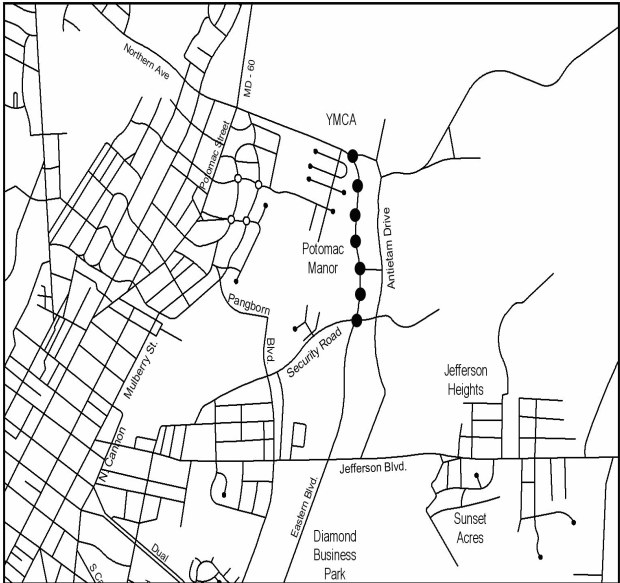 Northern Ave
MD - 60
YMCA
Potomac Street
Potomac
Manor
Antietam Drive
Pangborn
Blvd.
Security Road
Mulberry St.
Jefferson
Heights
N. Cannon
Jefferson Blvd.
Eastern Blvd.
Sunset
Acres
Diamond
Business
Park
Dual
S Ca